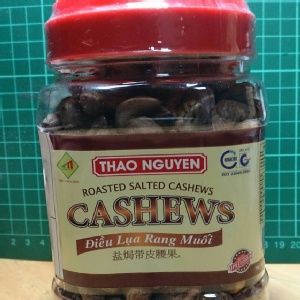 THAO NGUYEN
ROASTED SALTED CASHEWS
CASHEWS
Điều Lụa Rang Muối
盐焗带皮腰果